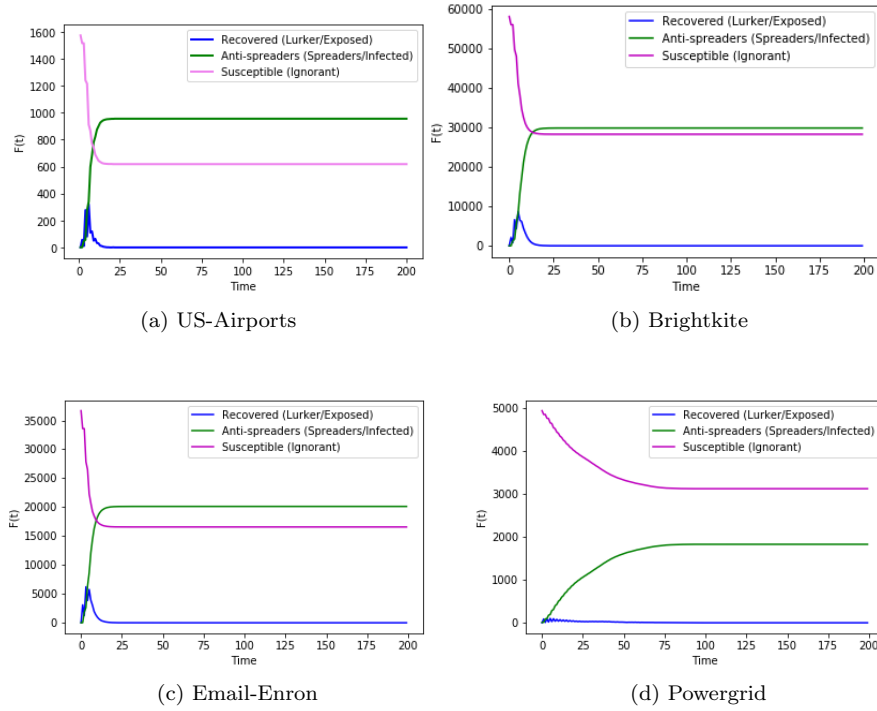 1600
1400
1200
1000
800
600
400
200
0
F(t)
Recovered (Lurker/Exposed)
Anti-spreaders (Spreaders/Infected)
Susceptible (Ignorant)
0 25 50 75 100 125 150 175 200
Time
(a) US-Airports
60000
50000
40000
30000
20000
10000
0
F(t)
Recovered (Lurker/Exposed)
Anti-spreaders (Spreaders/Infected)
Susceptible (Ignorant)
0 25 50 75 100 125 150 175 200
Time
(b) Brightkite
35000
30000
25000
20000
15000
10000
5000
0
F(t)
Recovered (Lurker/Exposed)
Anti-spreaders (Spreaders/Infected)
Susceptible (Ignorant)
0 25 50 75 100 125 150 175 200
Time
(c) Email-Enron
5000
4000
3000
2000
1000
0
F(t)
Recovered (Lurker/Exposed)
Anti-spreaders (Spreaders/Infected)
Susceptible (Ignorant)
0 25 50 75 100 125 150 175 200
Time
(d) Powergrid